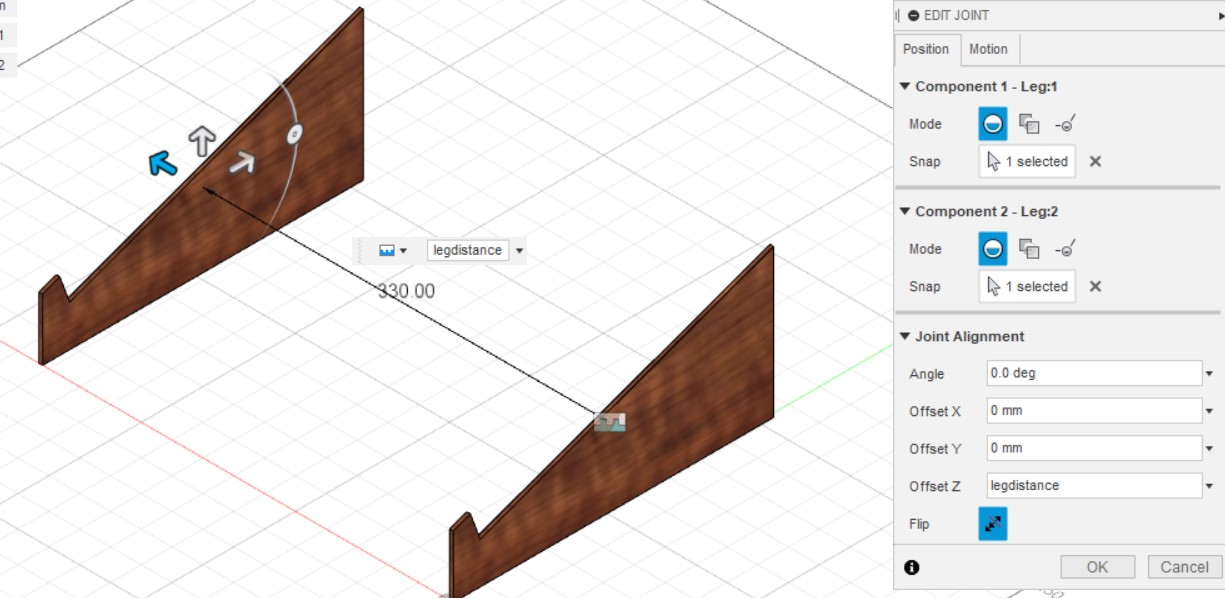 n
1
2
legdistance
330.00
EDIT JOINT
Position
Motion
Component 1 - Leg:1
Mode
Snap
1 selected
Component 2 - Leg:2
Mode
Snap
1 selected
Joint Alignment
Angle
0.0 deg
Offset X
0 mm
Offset Y
0 mm
Offset Z
legdistance
Flip
OK
Cancel